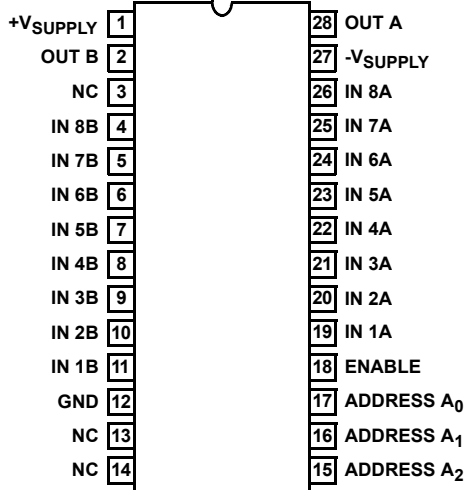 +VSUPPLY 1 28 OUT A
OUT B 2 27 -VSUPPLY
NC 3 26 IN 8A
IN 8B 4 25 IN 7A
IN 7B 5 24 IN 6A
IN 6B 6 23 IN 5A
IN 5B 7 22 IN 4A
IN 4B 8 21 IN 3A
IN 3B 9 20 IN 2A
IN 2B 10 19 IN 1A
IN 1B 11 18 ENABLE
GND 12 17 ADDRESS A0
NC 13 16 ADDRESS A1
NC 14 15 ADDRESS A2